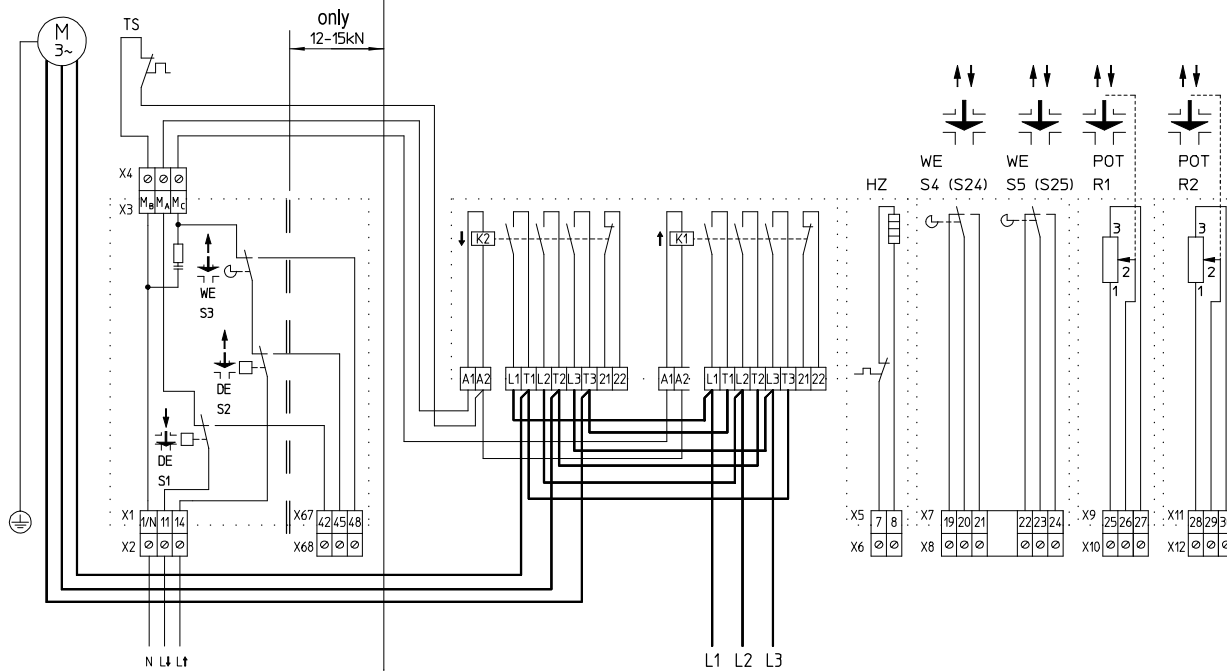 M
3~
TS
only
12-15kN
X4
X3
MB MA MC
WE
S3
DE
S2
DE
S1
X1
1/N 11 14
X2
X67
42 45 48
X68
N L↓ L↑
K2
K1
A1 A2
L1 T1 L2 T2 L3 T3 21 22
A1 A2
L1 T1 L2 T2 L3 T3 21 22
L1 L2 L3
HZ
X5
7 8
X6
WE
S4 (S24)
WE
S5 (S25)
X7
19 20 21
22 23 24
X8
POT
R1
3
2
1
X9
25 26 27
X10
POT
R2
3
2
1
X11
28 29
X12